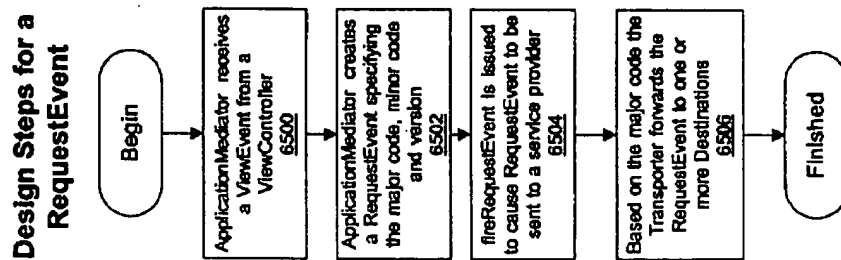 Design Steps for a
RequestEvent
Begin
ApplicationMediator receives
a ViewEvent from a
ViewController
6500
ApplicationMediator creates
a RequestEvent specifying
the major code, minor code
and version
6502
fireRequestEvent is issued
to cause RequestEvent to be
sent to a service provider
6504
Based on the major code the
Transporter forwards the
RequestEvent to one or
more Destinations
6506
Finished